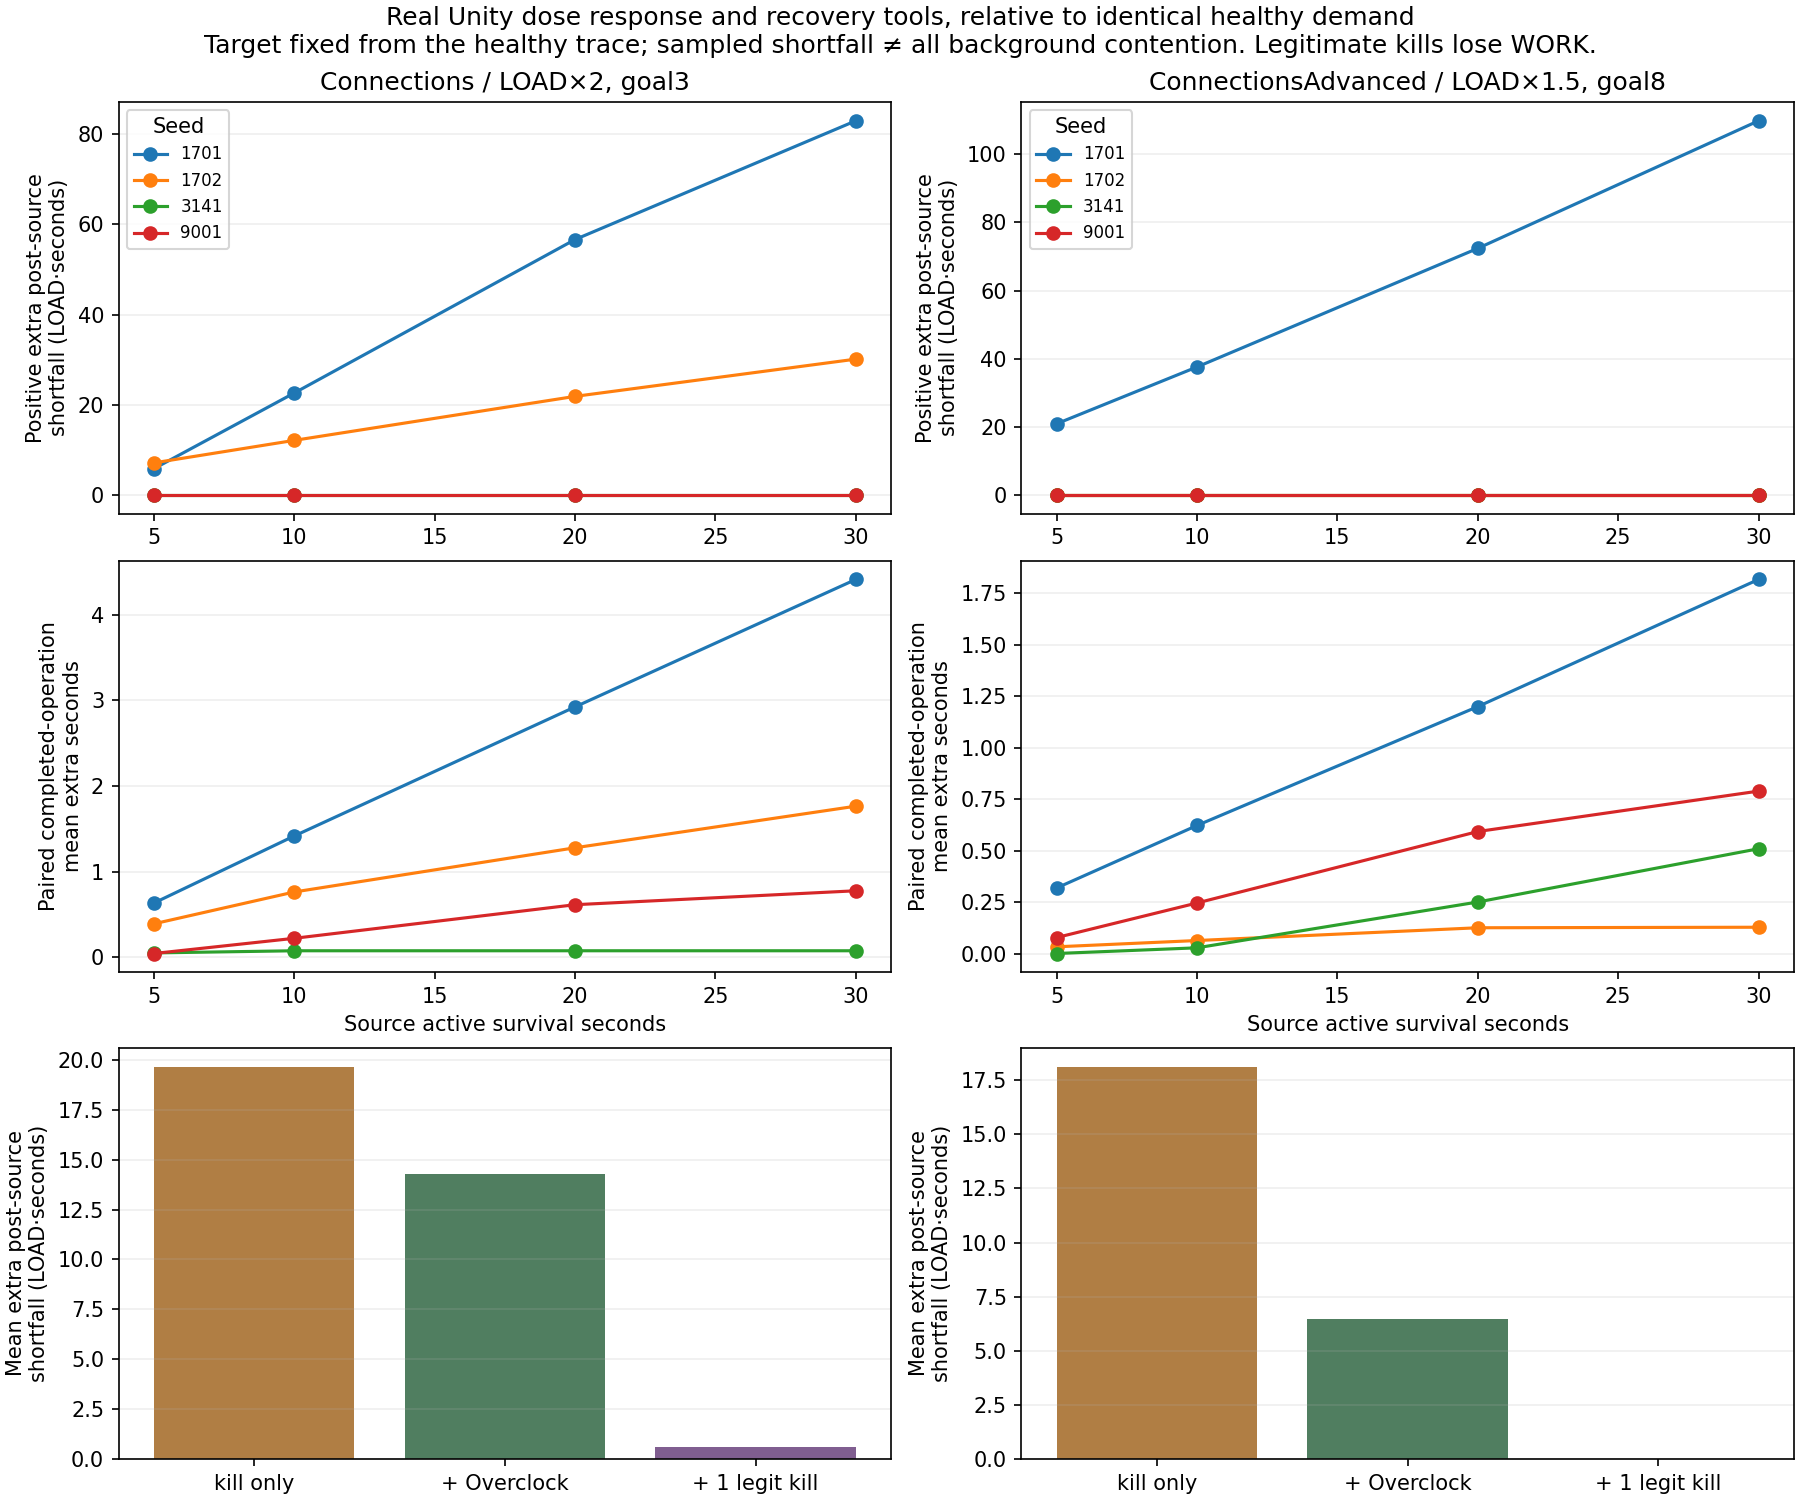 Real Unity dose response and recovery tools, relative to identical healthy demand
Target fixed from the healthy trace; sampled shortfall ≠ all background contention. Legitimate kills lose WORK.
Connections / LOAD×2, goal3
Positive extra post-source
shortfall (LOAD·seconds)
80
60
40
20
0
Seed
1701
1702
3141
9001
5
10
15
20
25
30
ConnectionsAdvanced / LOAD×1.5, goal8
Positive extra post-source
shortfall (LOAD·seconds)
100
80
60
40
20
0
Seed
1701
1702
3141
9001
5
10
15
20
25
30
Paired completed-operation
mean extra seconds
4
3
2
1
0
5
10
15
20
25
30
Source active survival seconds
Paired completed-operation
mean extra seconds
1.75
1.50
1.25
1.00
0.75
0.50
0.25
0.00
5
10
15
20
25
30
Source active survival seconds
Mean extra post-source
shortfall (LOAD·seconds)
20.0
17.5
15.0
12.5
10.0
7.5
5.0
2.5
0.0
kill only
+ Overclock
+ 1 legit kill
Mean extra post-source
shortfall (LOAD·seconds)
17.5
15.0
12.5
10.0
7.5
5.0
2.5
0.0
kill only
+ Overclock
+ 1 legit kill